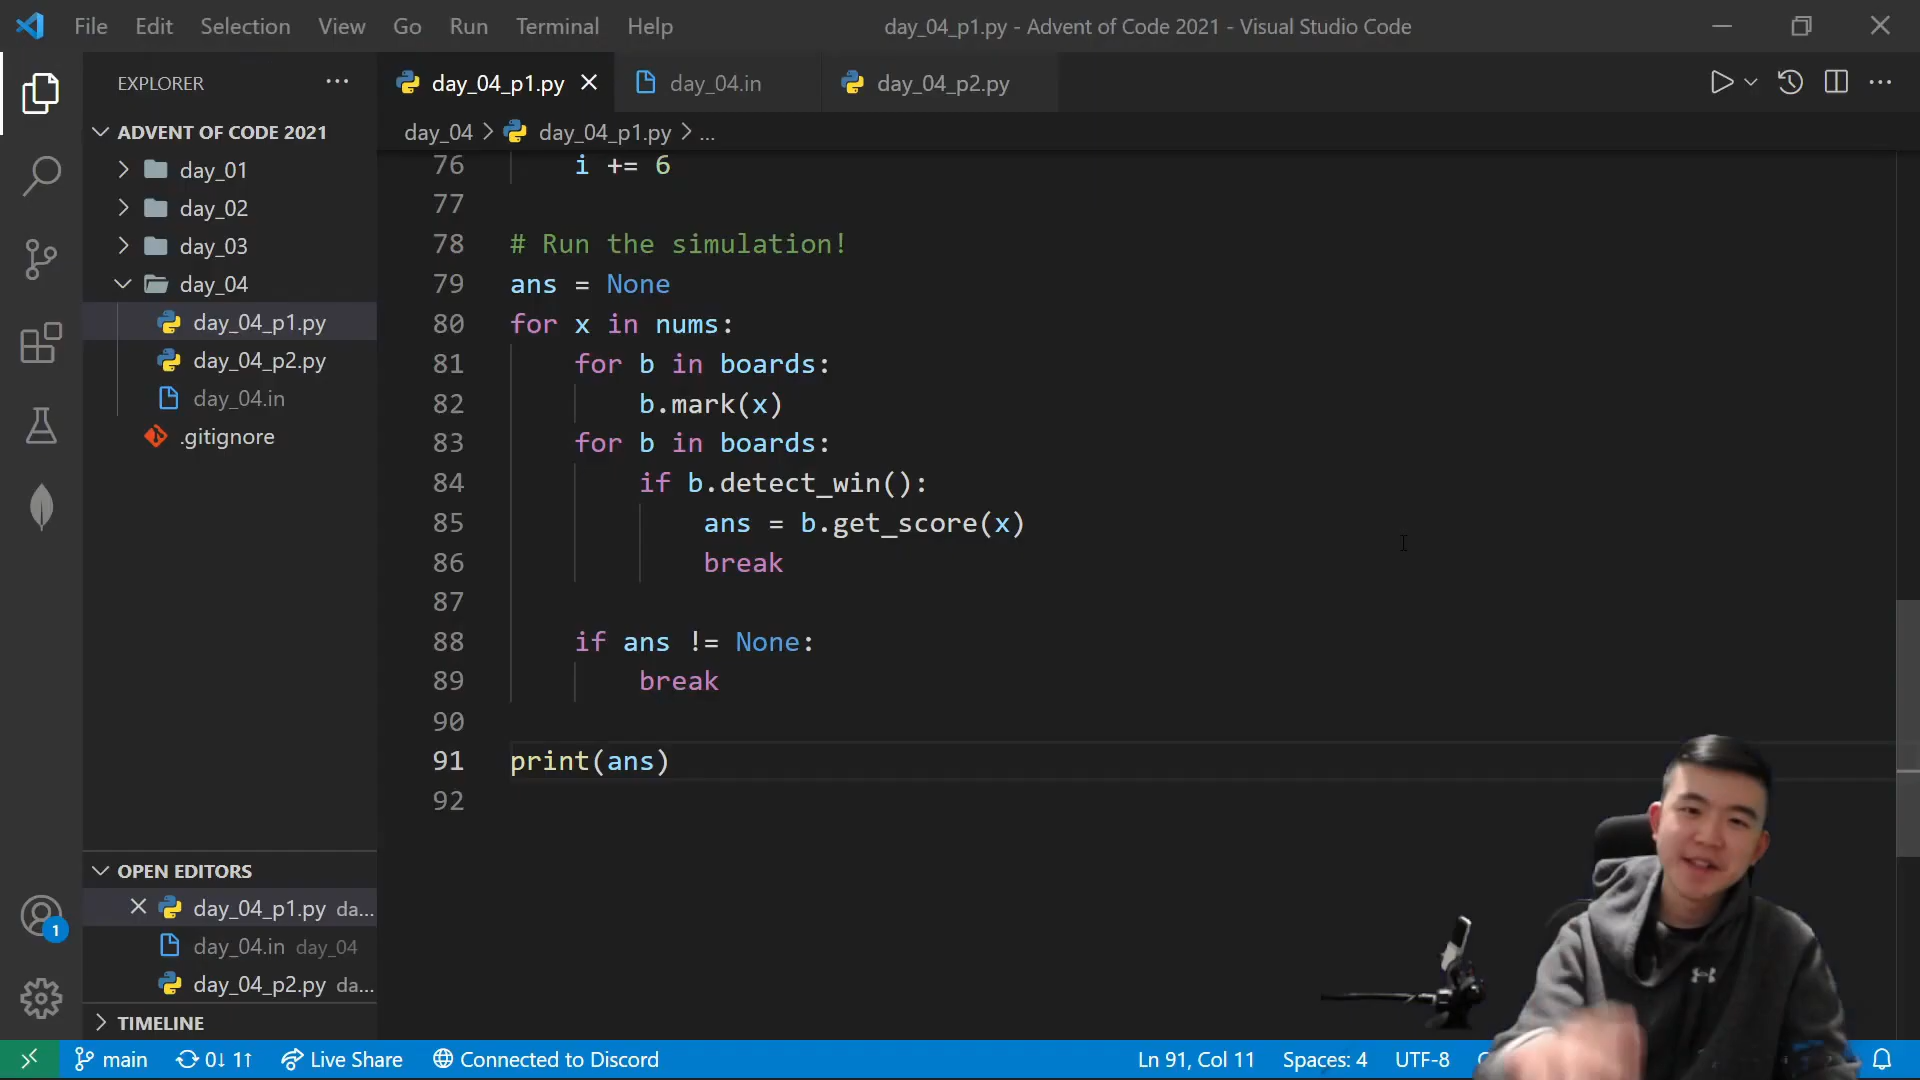 File Edit Selection View Go Run Terminal Help day_04_p1.py - Advent of Code 2021 - Visual Studio Code
EXPLORER
day_04_p1.py day_04.in day_04_p2.py
day_04 > day_04_p1.py > ...
ADVENT OF CODE 2021
day_01
day_02
day_03
day_04
day_04_p1.py
day_04_p2.py
day_04.in
.gitignore
76 i += 6
77
78 # Run the simulation!
79 ans = None
80 for x in nums:
81 for b in boards:
82 b.mark(x)
83 for b in boards:
84 if b.detect_win():
85 ans = b.get_score(x)
86 break
87
88 if ans != None:
89 break
90
91 print(ans)
92
OPEN EDITORS
day_04_p1.py da...
day_04.in day_04
day_04_p2.py da...
TIMELINE
1
main 0↓ 1↑ Live Share Connected to Discord Ln 91, Col 11 Spaces: 4 UTF-8